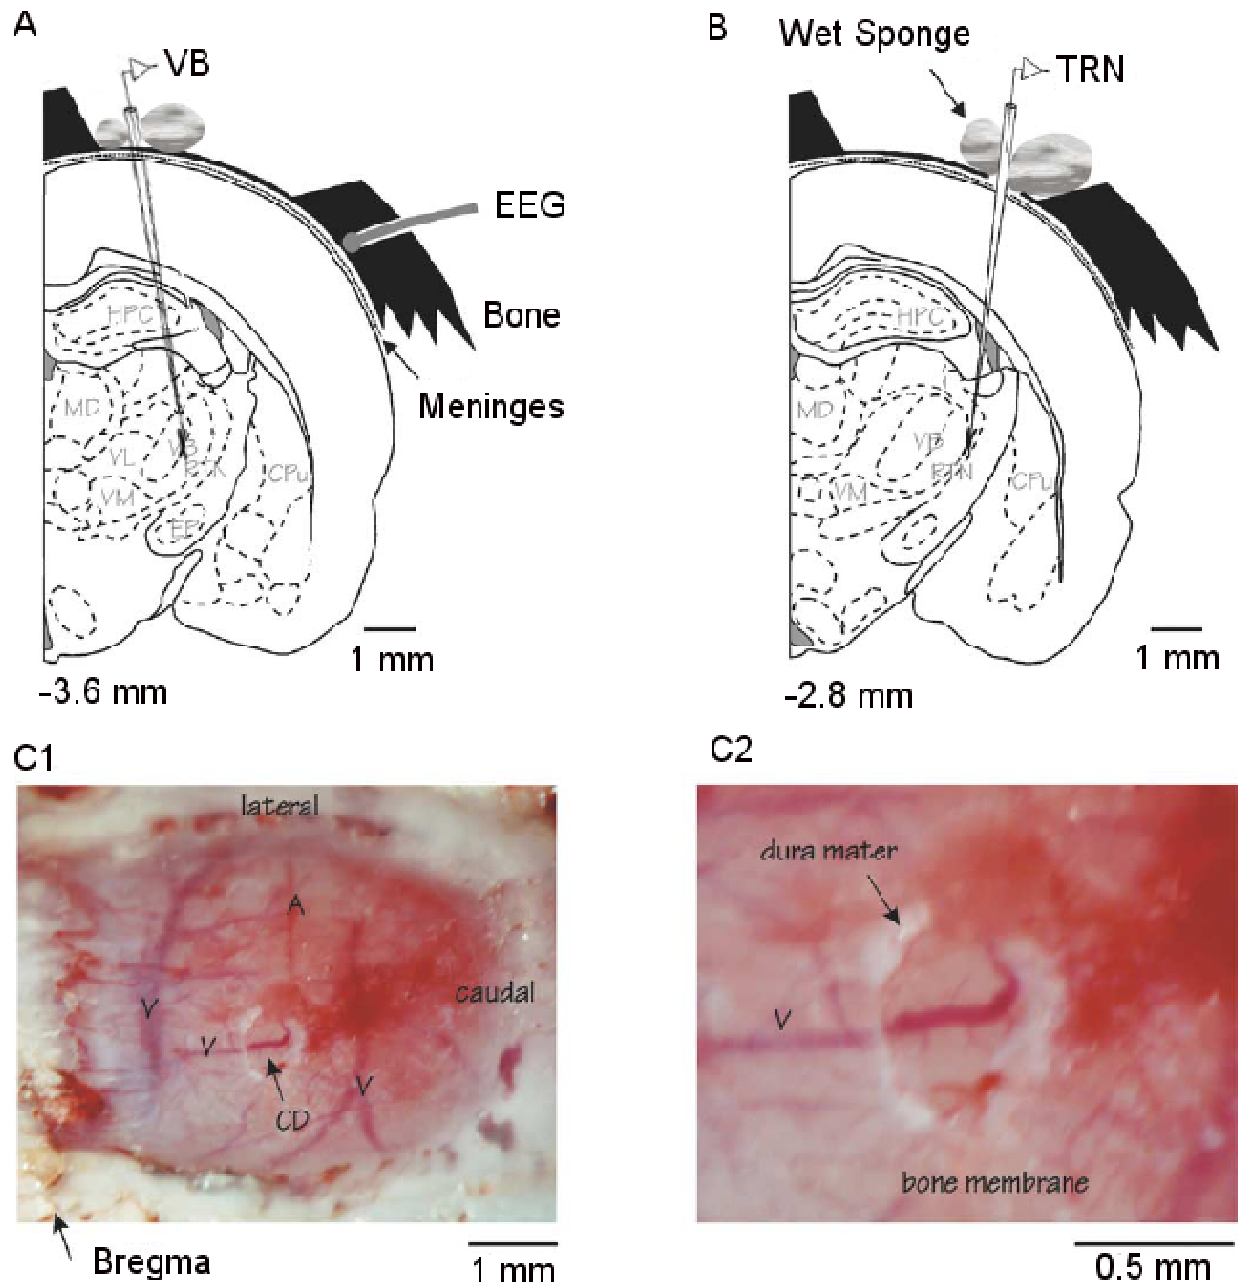 A
VB
EEG
Bone
Meninges
HPC
MD
VL
VB
RTN
VM
CPu
EP
1 mm
-3.6 mm
B
Wet Sponge
TRN
HPC
MD
VB
RTN
VM
CPu
1 mm
-2.8 mm
C1
lateral
A
caudal
V
V
V
CD
Bregma
1 mm
C2
dura mater
V
bone membrane
0.5 mm